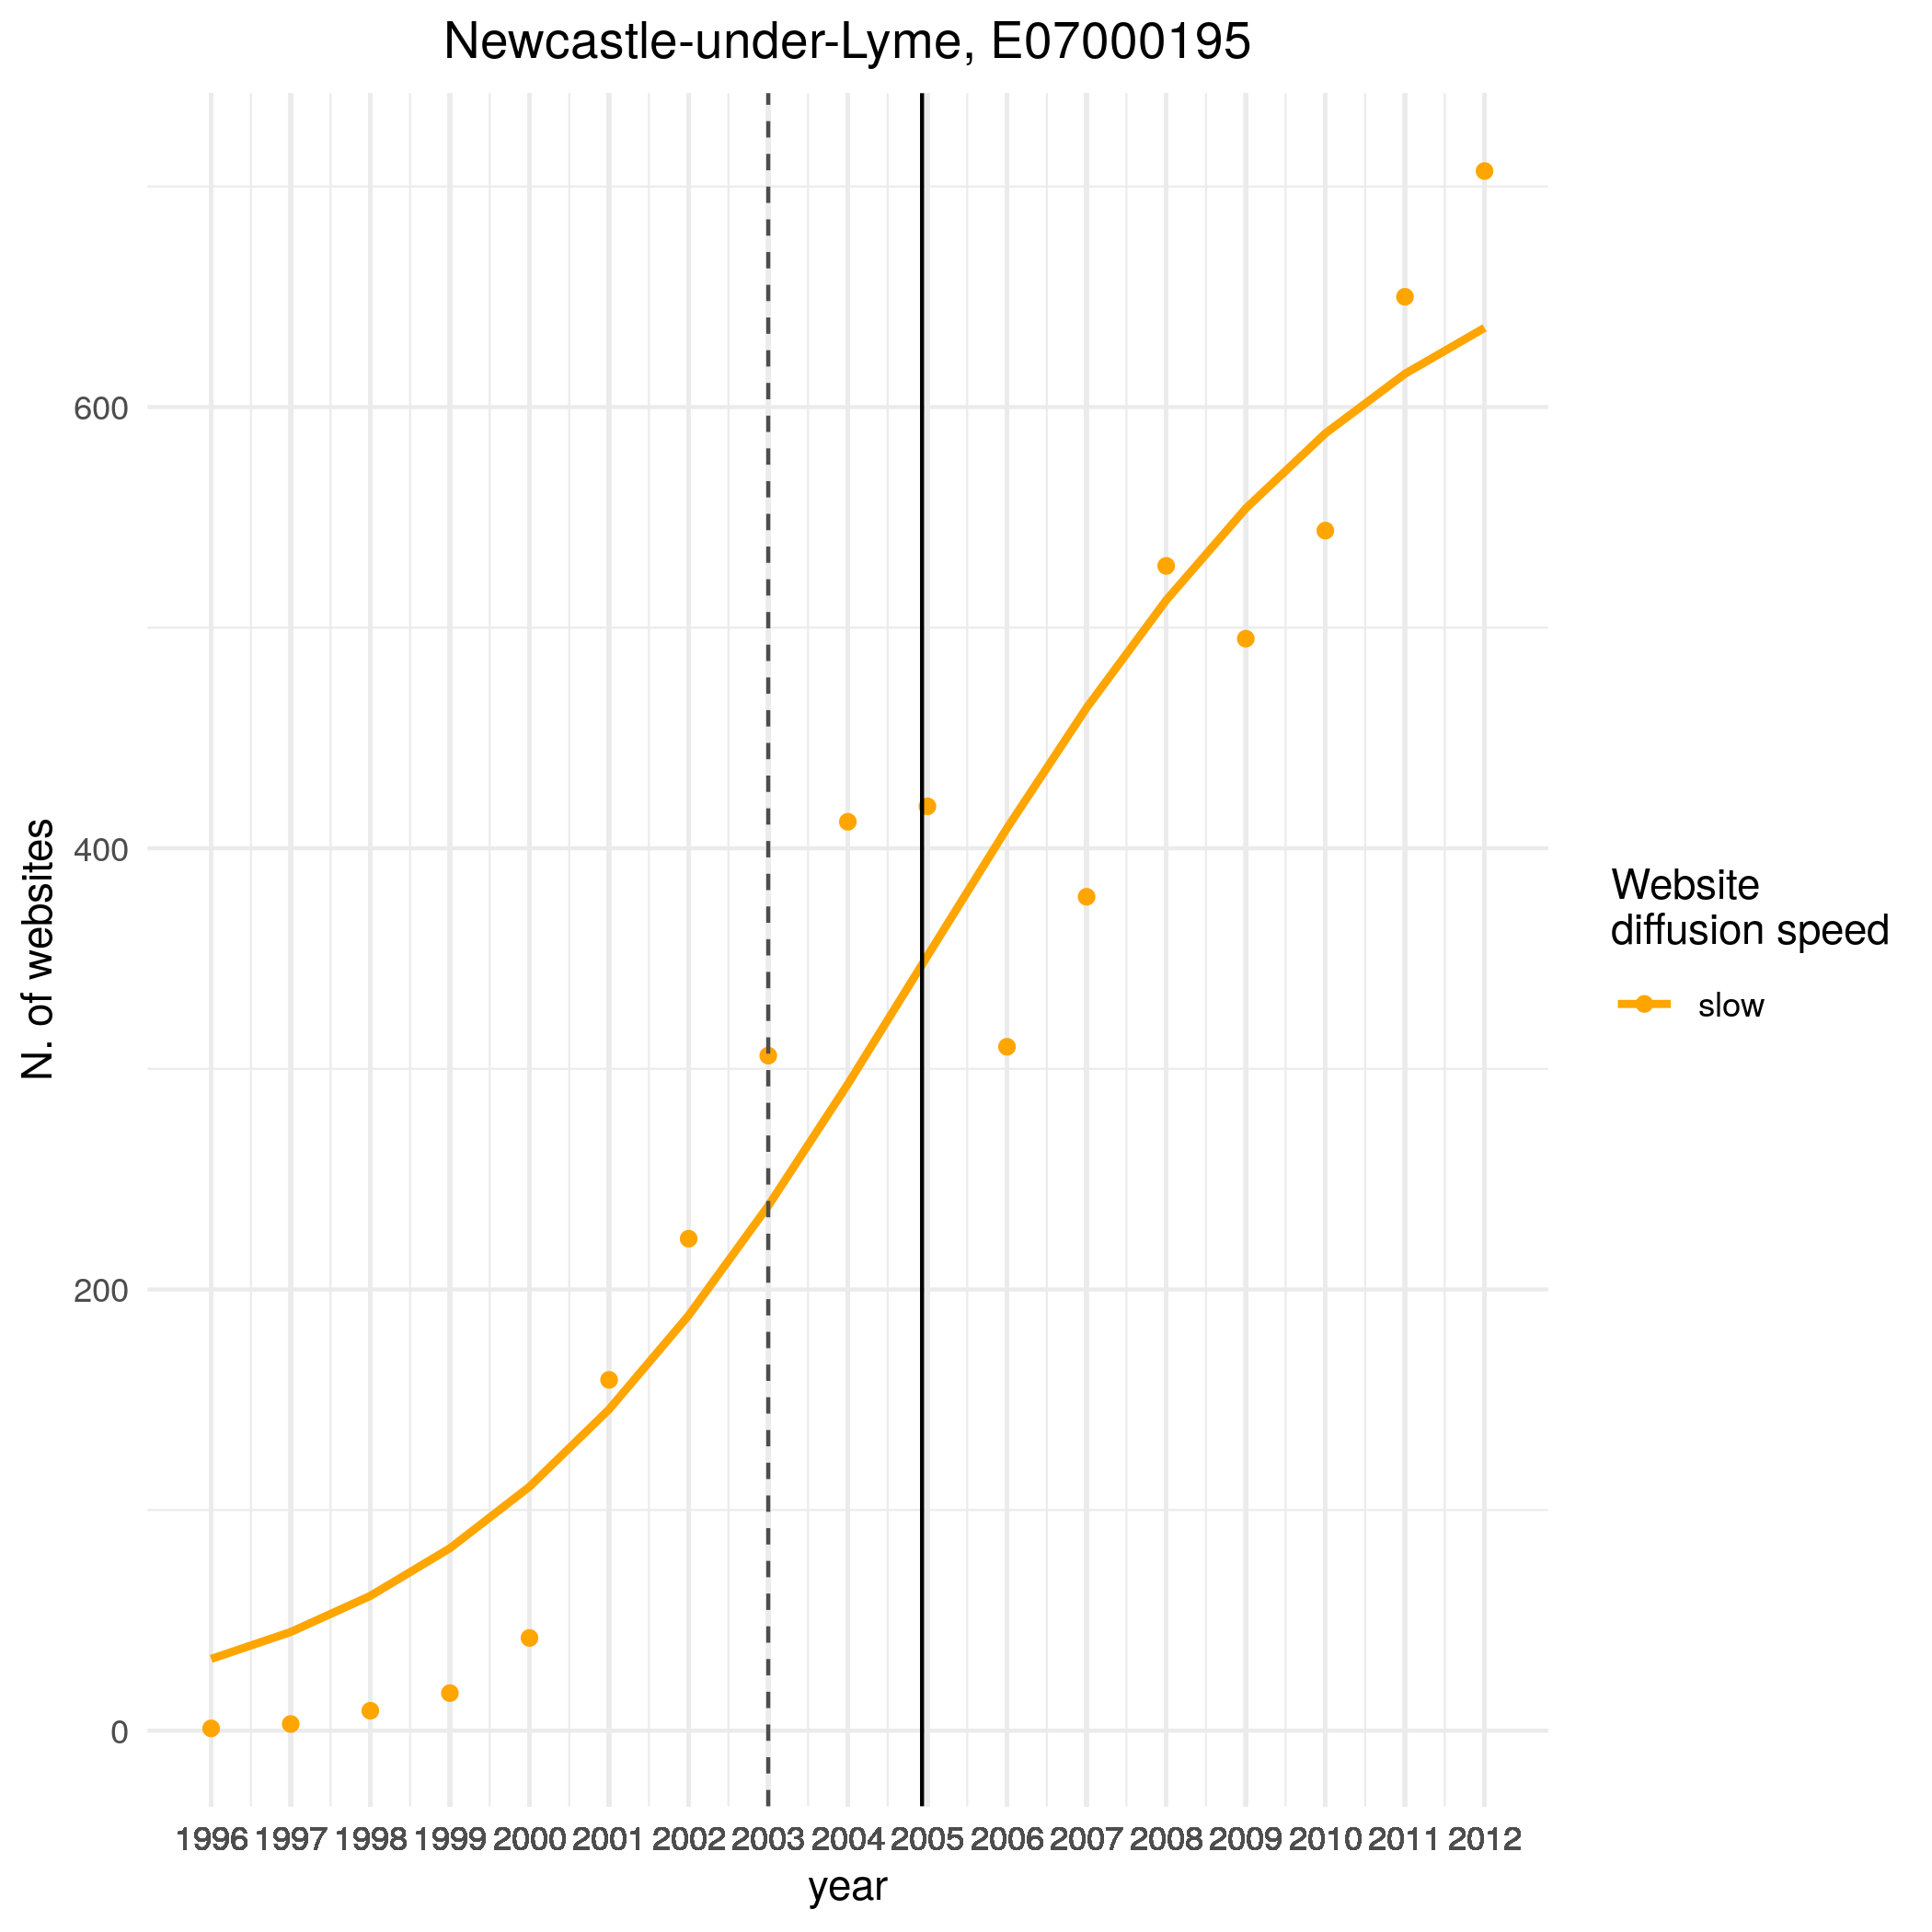 Newcastle-under-Lyme, E07000195
N. of websites
600
400
200
0
1996 1997 1998 1999 2000 2001 2002 2003 2004 2005 2006 2007 2008 2009 2010 2011 2012
year
Website
diffusion speed
slow